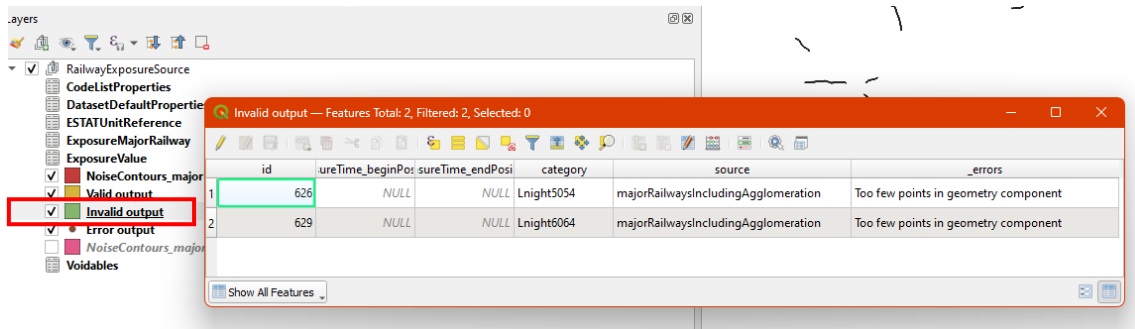 Layers
RailwayExposureSource
CodeListProperties
DatasetDefaultPropertie
ESTATUnitReference
ExposureMajorRailway
ExposureValue
NoiseContours_major
Valid output
Invalid output
Error output
NoiseContours_major
Voidables
Invalid output — Features Total: 2, Filtered: 2, Selected: 0
id ureTime_beginPos sureTime_endPosi category source _errors
1 626 NULL NULL Lnight5054 majorRailwaysIncludingAgglomeration Too few points in geometry component
2 629 NULL NULL Lnight6064 majorRailwaysIncludingAgglomeration Too few points in geometry component
Show All Features